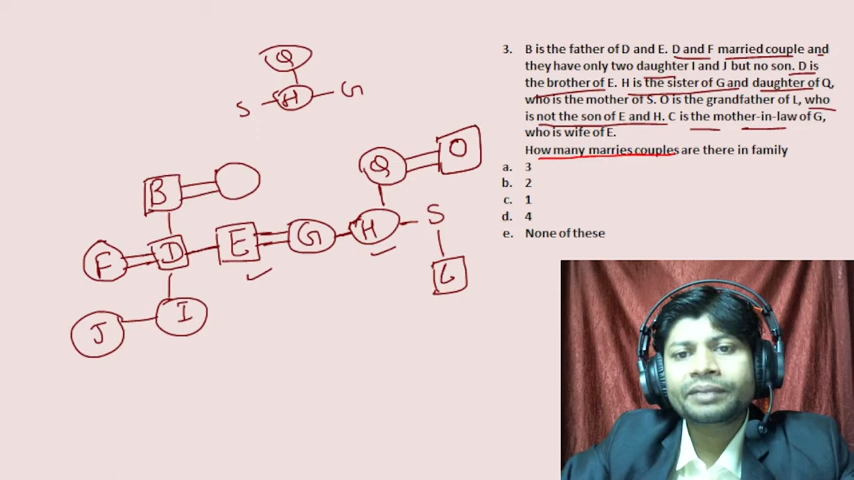 Q
S H G
3. B is the father of D and E. D and F married couple and
they have only two daughter I and J but no son. D is
the brother of E. H is the sister of G and daughter of Q,
who is the mother of S. O is the grandfather of L, who
is not the son of E and H. C is the mother-in-law of G,
who is wife of E.
How many marries couples are there in family
a. 3
b. 2
c. 1
d. 4
e. None of these
Q O
B
F D E G H S
L
J I